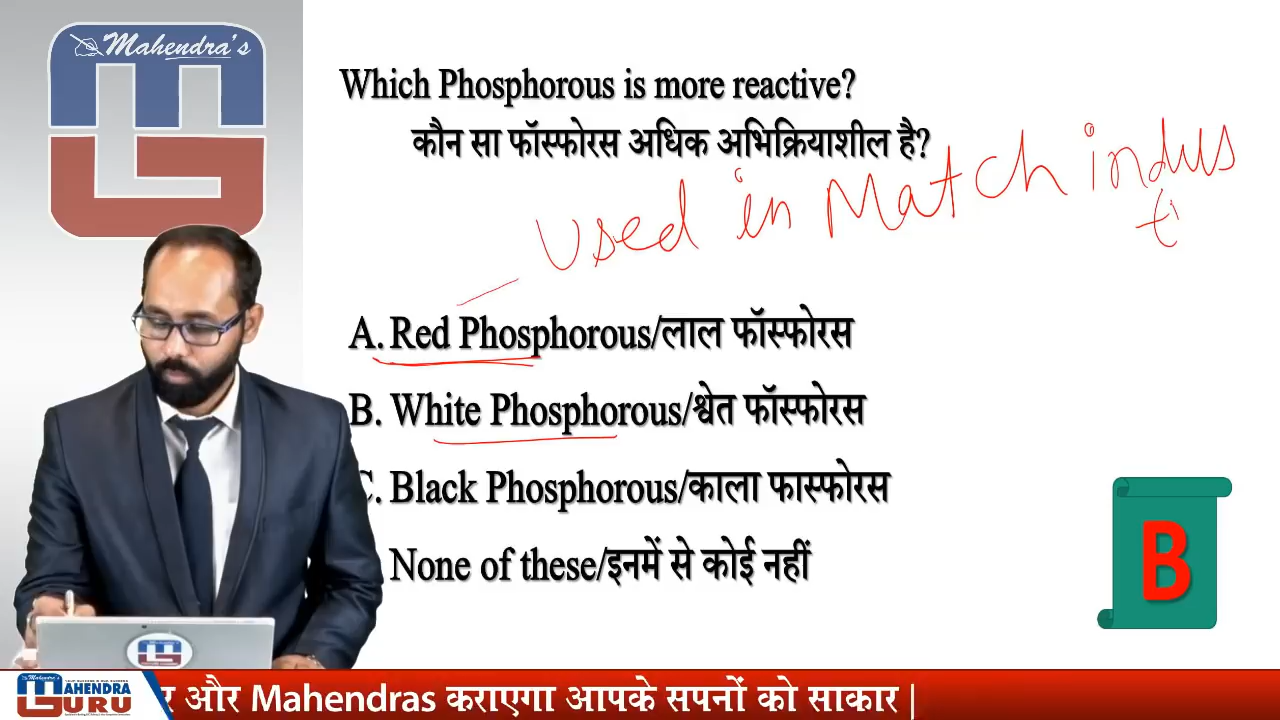 Mahendra's
Which Phosphorous is more reactive?
कौन सा फॉस्फोरस अधिक अभिक्रियाशील है?
used in Match indus
A. Red Phosphorous/लाल फॉस्फोरस
B. White Phosphorous/श्वेत फॉस्फोरस
C. Black Phosphorous/काला फास्फोरस
None of these/इनमें से कोई नहीं
B
Mahendra's
MAHENDRA
GURU
र और Mahendras कराएगा आपके सपनों को साकार |